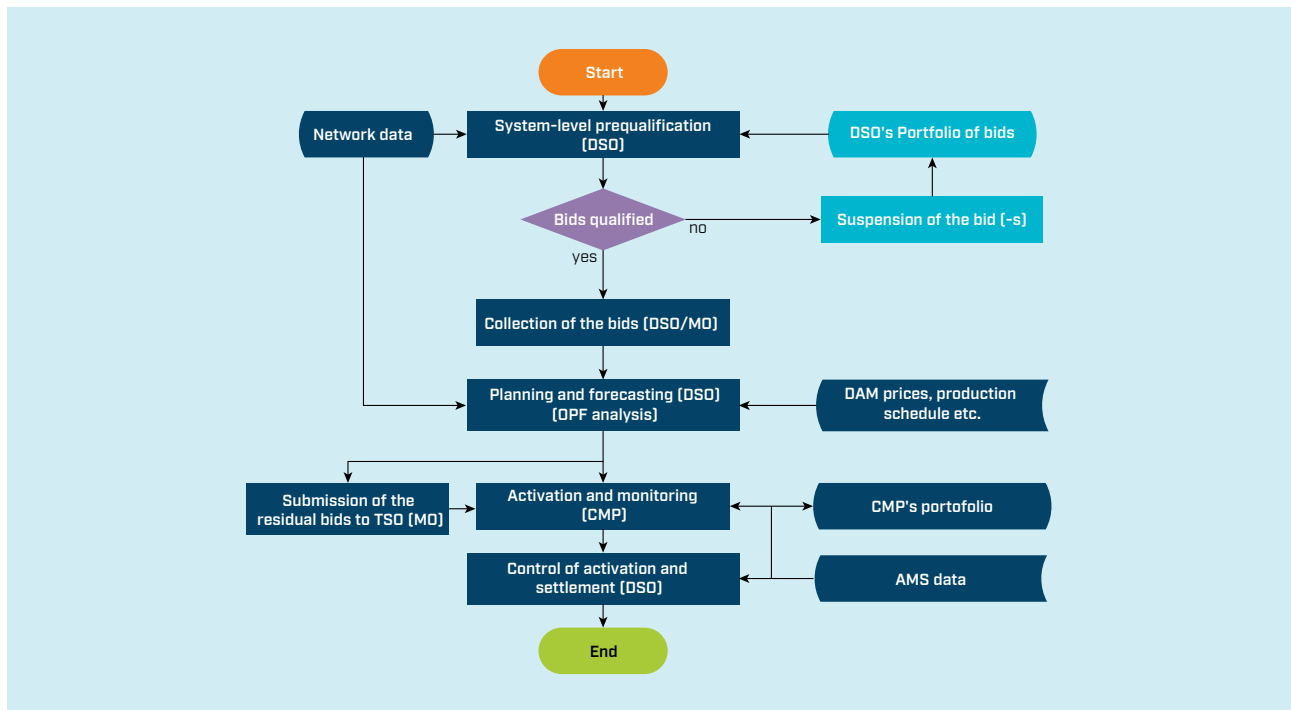 Start
Network data
System-level prequalification
(DSO)
DSO's Portfolio of bids
Bids qualified
no
Suspension of the bid (-s)
yes
Collection of the bids (DSO/MO)
Planning and forecasting (DSO)
(OPF analysis)
DAM prices, production
schedule etc.
Submission of the
residual bids to TSO (MO)
Activation and monitoring
(CMP)
CMP's portofolio
Control of activation and
settlement (DSO)
AMS data
End